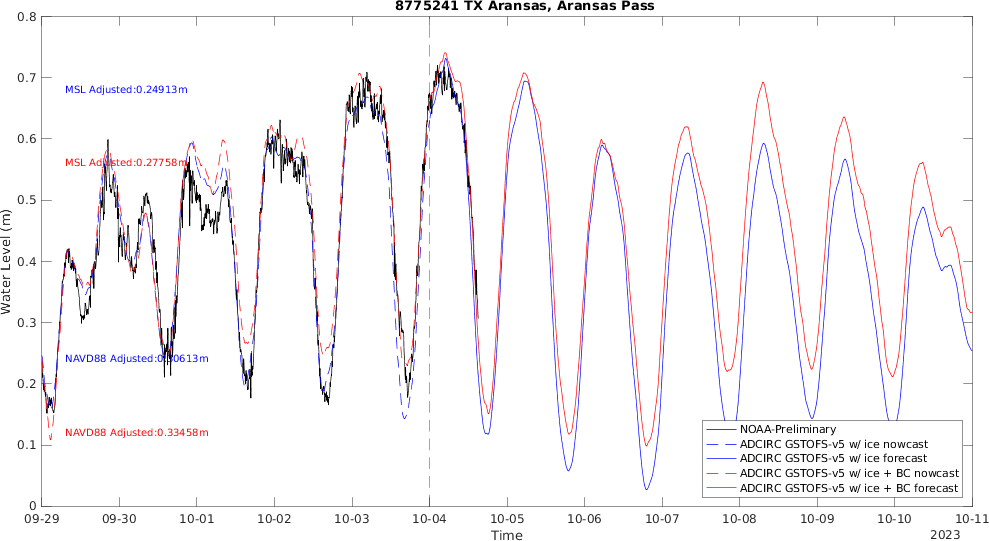 8775241 TX Aransas, Aransas Pass
0.8
0.7
0.6
0.5
0.4
0.3
0.2
0.1
0
Water Level (m)
MSL Adjusted:0.24913m
MSL Adjusted:0.27758m
NAVD88 Adjusted:0.30613m
NAVD88 Adjusted:0.33458m
NOAA-Preliminary
ADCIRC GSTOFS-v5 w/ ice nowcast
ADCIRC GSTOFS-v5 w/ ice forecast
ADCIRC GSTOFS-v5 w/ ice + BC nowcast
ADCIRC GSTOFS-v5 w/ ice + BC forecast
09-29 09-30 10-01 10-02 10-03 10-04 10-05 10-06 10-07 10-08 10-09 10-10 10-11
Time
2023